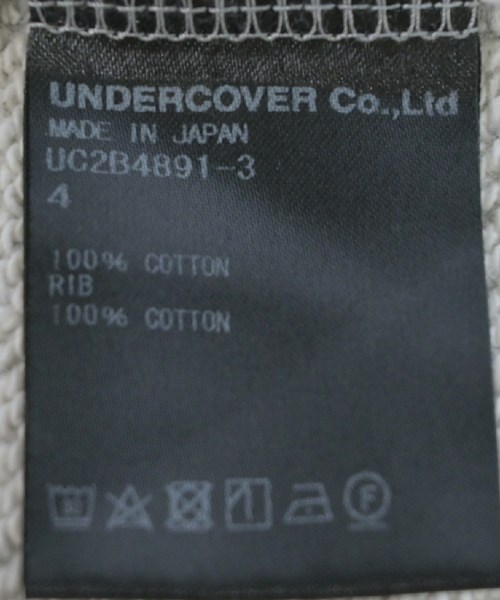 UNDERCOVER Co.,Ltd
MADE IN JAPAN
UC2B4891-3
4
100% COTTON
RIB
100% COTTON
F